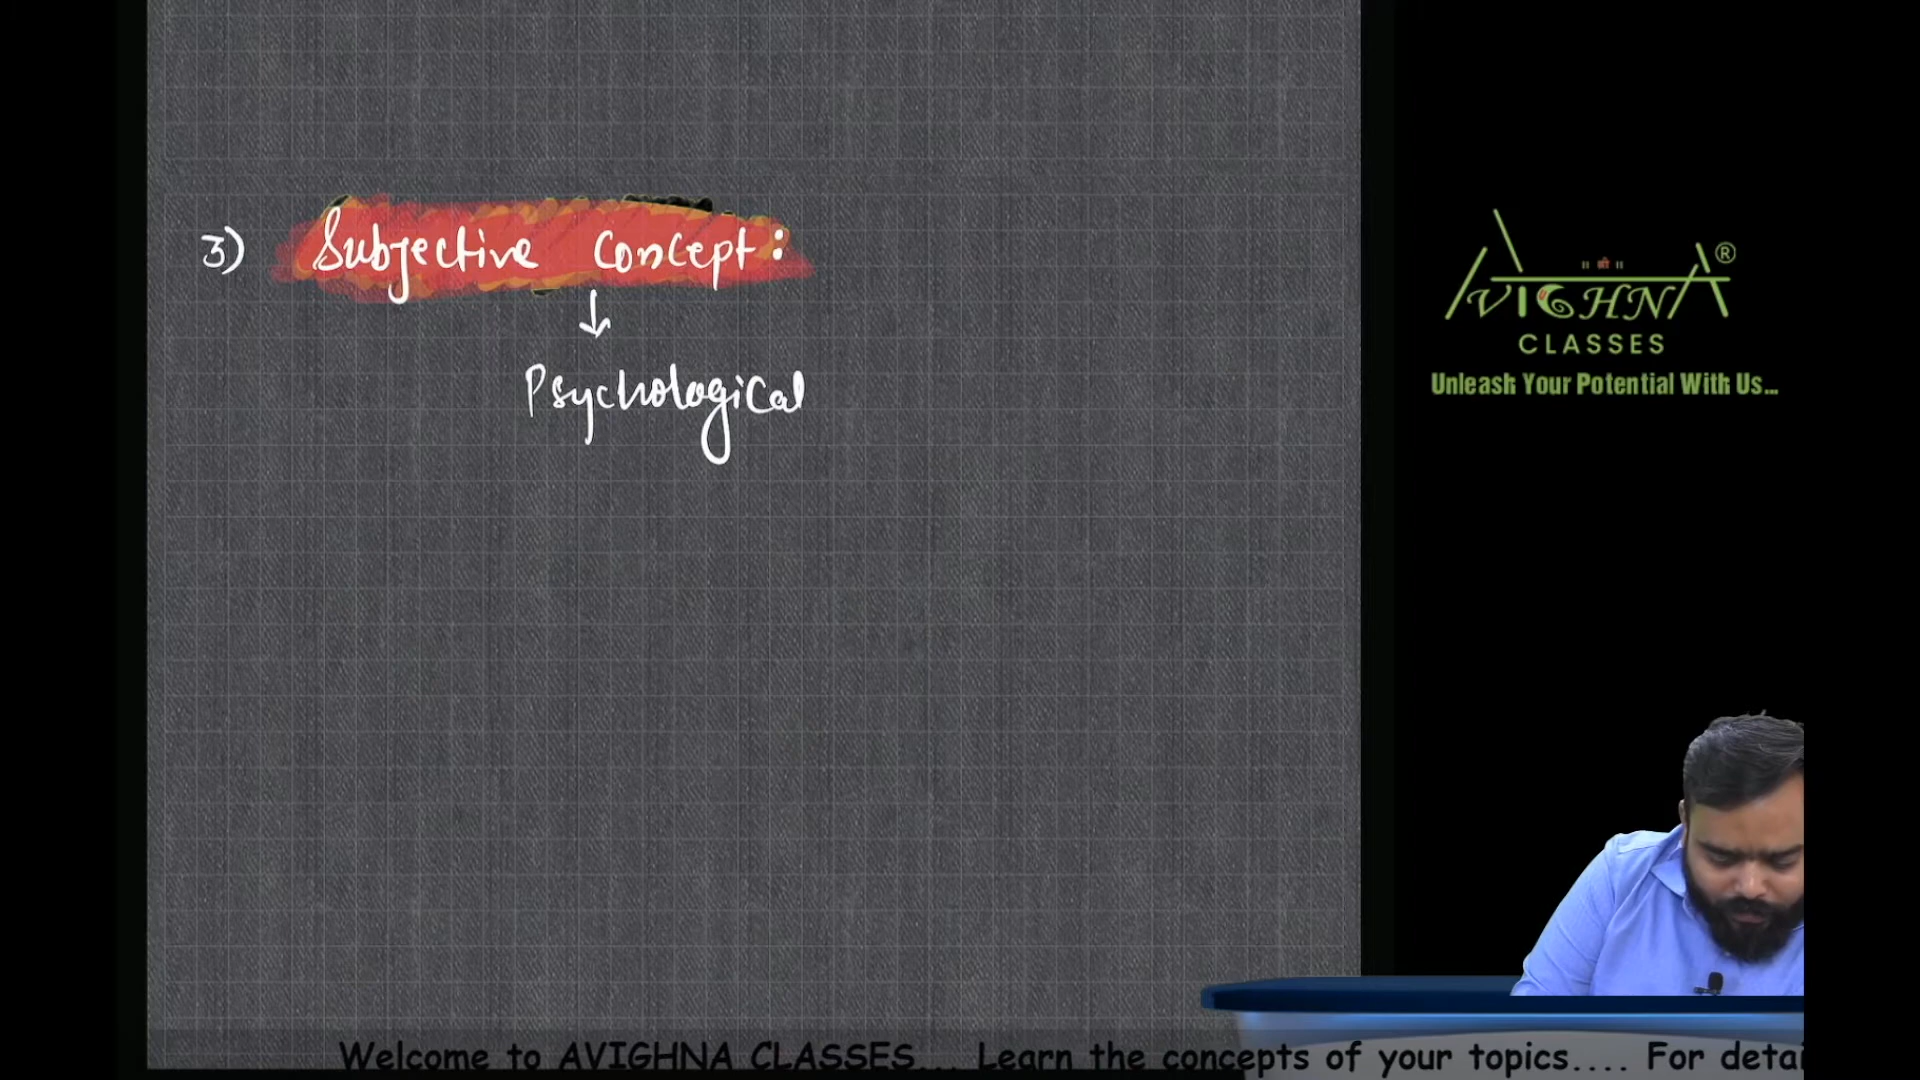 3) Subjective Concept:
↓
Psychological
|| श्री ||
AVIGHNA®
CLASSES
Unleash Your Potential With Us...
Welcome to AVIGHNA CLASSES... Learn the concepts of your topics.... For detai